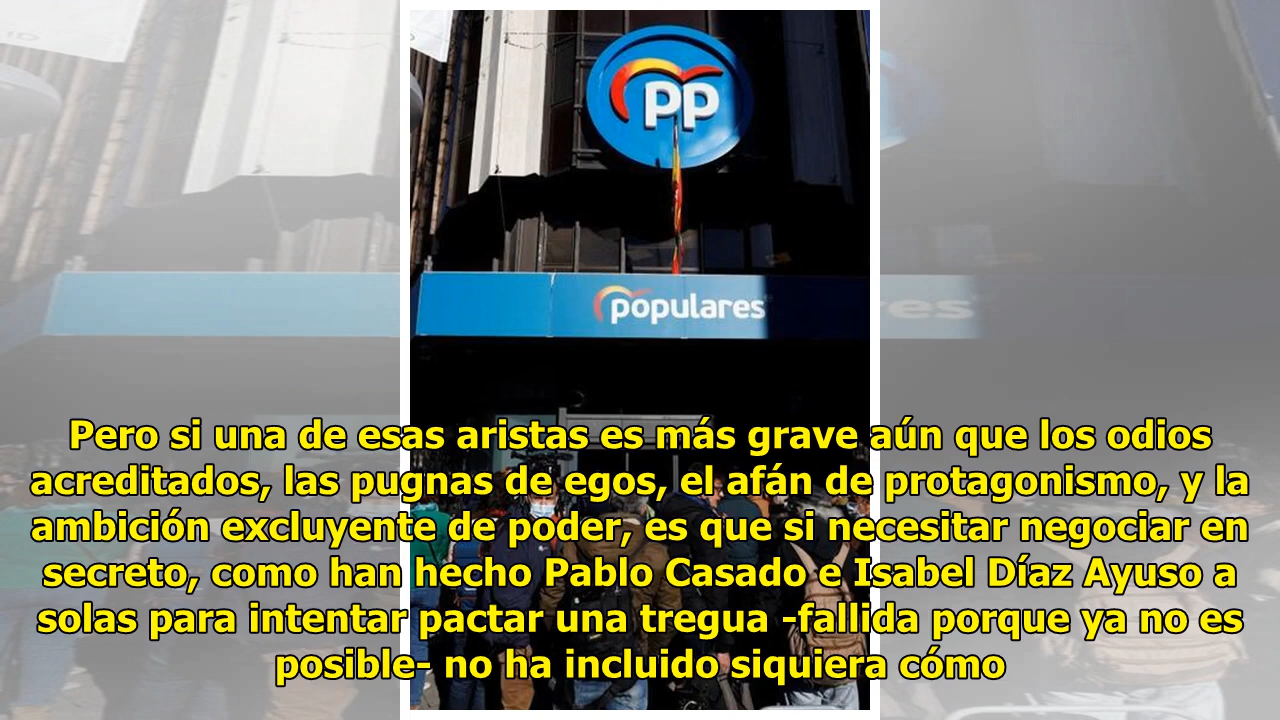 pp
populares
es
Pero si una de esas aristas es más grave aún que los odios
acreditados, las pugnas de egos, el afán de protagonismo, y la
ambición excluyente de poder, es que si necesitar negociar en
secreto, como han hecho Pablo Casado e Isabel Díaz Ayuso a
solas para intentar pactar una tregua -fallida porque ya no es
posible- no ha incluido siquiera cómo